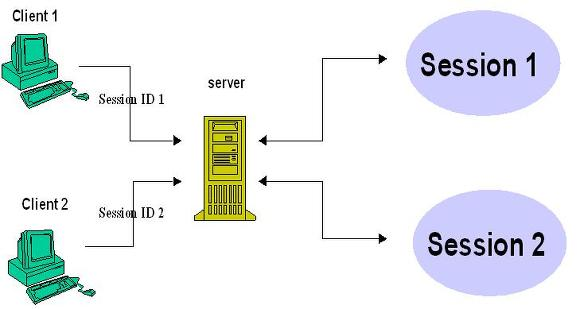 Client 1
Session ID 1
server
Session 1
Client 2
Session ID 2
Session 2